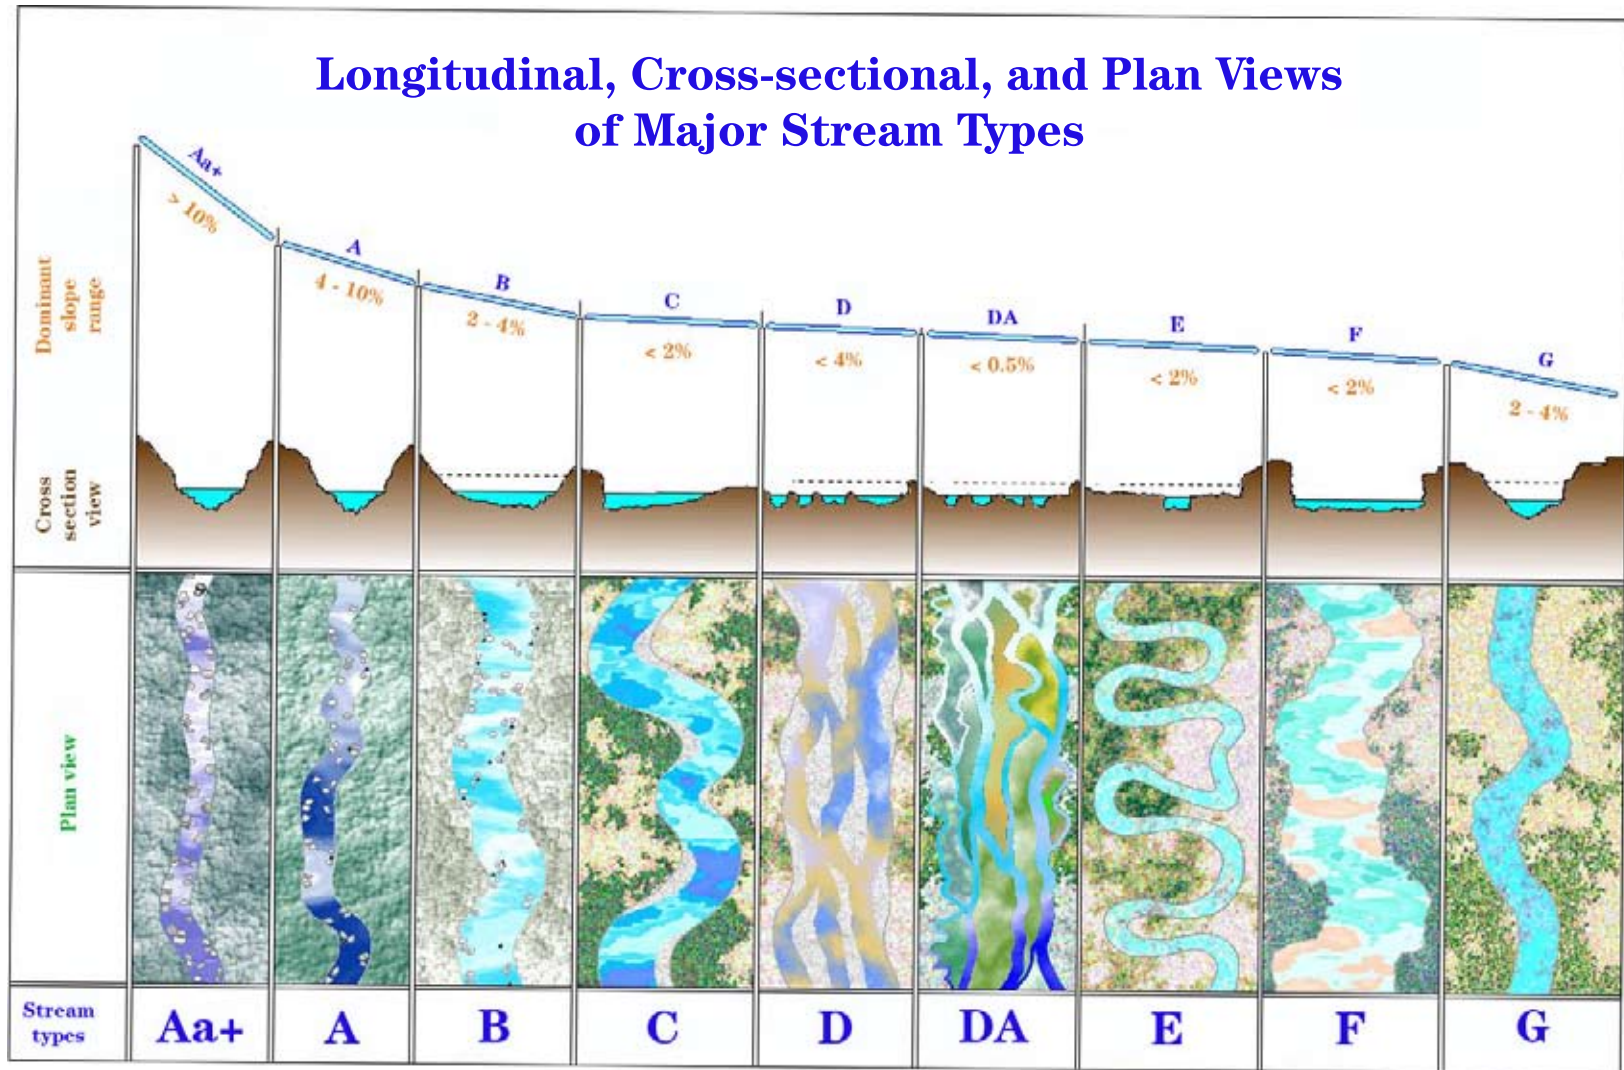 Longitudinal, Cross-sectional, and Plan Views
of Major Stream Types
Dominant
slope
range
Aa+
> 10%
A
4 - 10%
B
2 - 4%
C
< 2%
D
< 4%
DA
< 0.5%
E
< 2%
F
< 2%
G
2 - 4%
Cross
section
view
Plan view
Stream
types
Aa+
A
B
C
D
DA
E
F
G